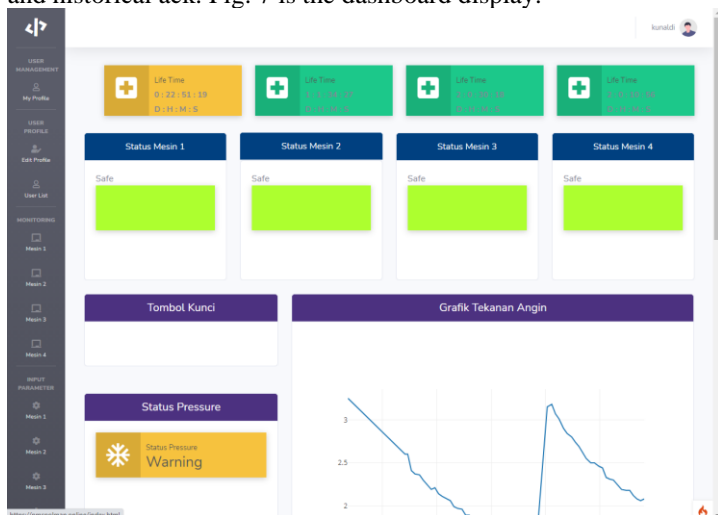 and historical ack. Fig. 7 is the dashboard display.
kunaldi
USER
MANAGEMENT
My Profile
USER
PROFILE
Edit Profile
User List
MONITORING
Mesin 1
Mesin 2
Mesin 3
Mesin 4
INPUT
PARAMETER
Mesin 1
Mesin 2
Mesin 3
Life Time
0 : 22 : 51 : 19
D : H : M : S
Life Time
D : H : M : S
Life Time
D : H : M : S
Life Time
D : H : M : S
Status Mesin 1
Safe
Status Mesin 2
Safe
Status Mesin 3
Safe
Status Mesin 4
Safe
Tombol Kunci
Status Pressure
Status Pressure
Warning
Grafik Tekanan Angin
3
2.5
2